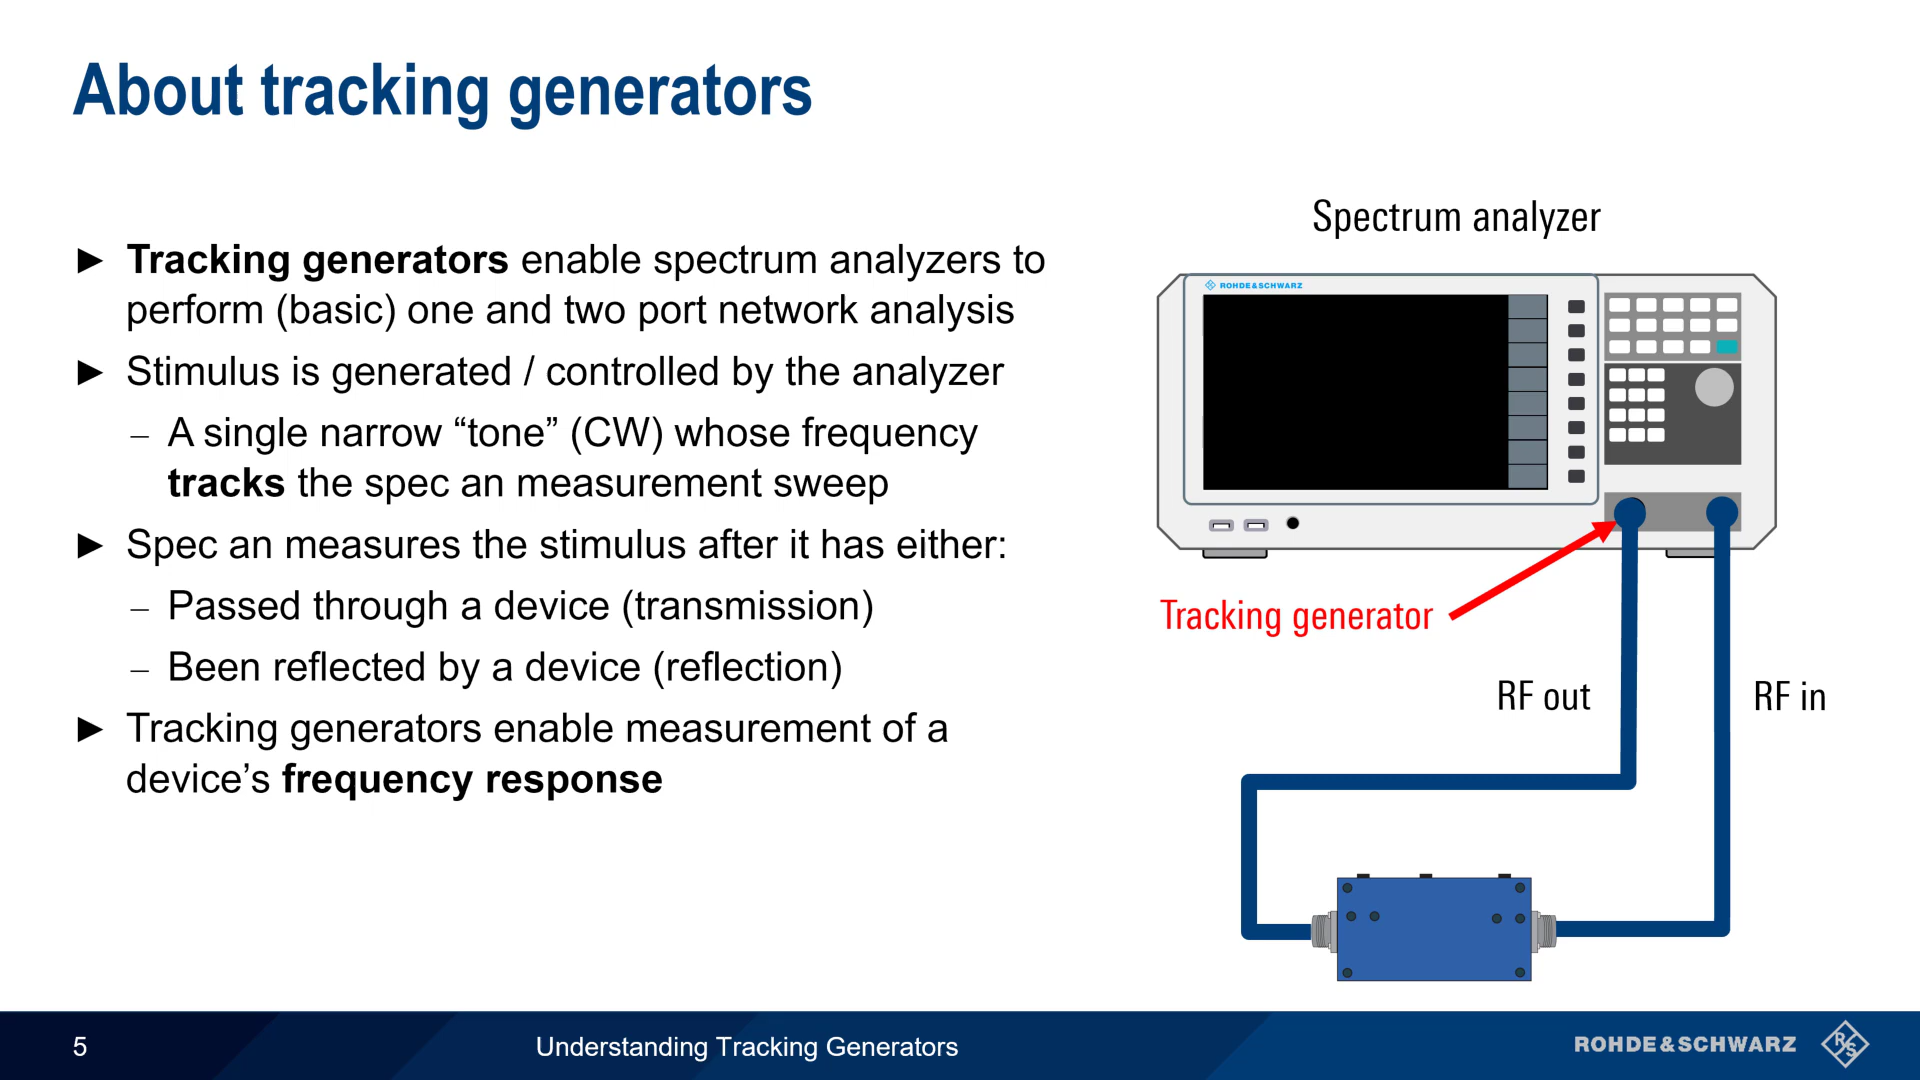 About tracking generators
► Tracking generators enable spectrum analyzers to
perform (basic) one and two port network analysis
► Stimulus is generated / controlled by the analyzer
– A single narrow “tone” (CW) whose frequency
tracks the spec an measurement sweep
► Spec an measures the stimulus after it has either:
– Passed through a device (transmission)
– Been reflected by a device (reflection)
► Tracking generators enable measurement of a
device’s frequency response
Spectrum analyzer
ROHDE&SCHWARZ
Tracking generator
RF out
RF in
5
Understanding Tracking Generators
ROHDE&SCHWARZ
R&S